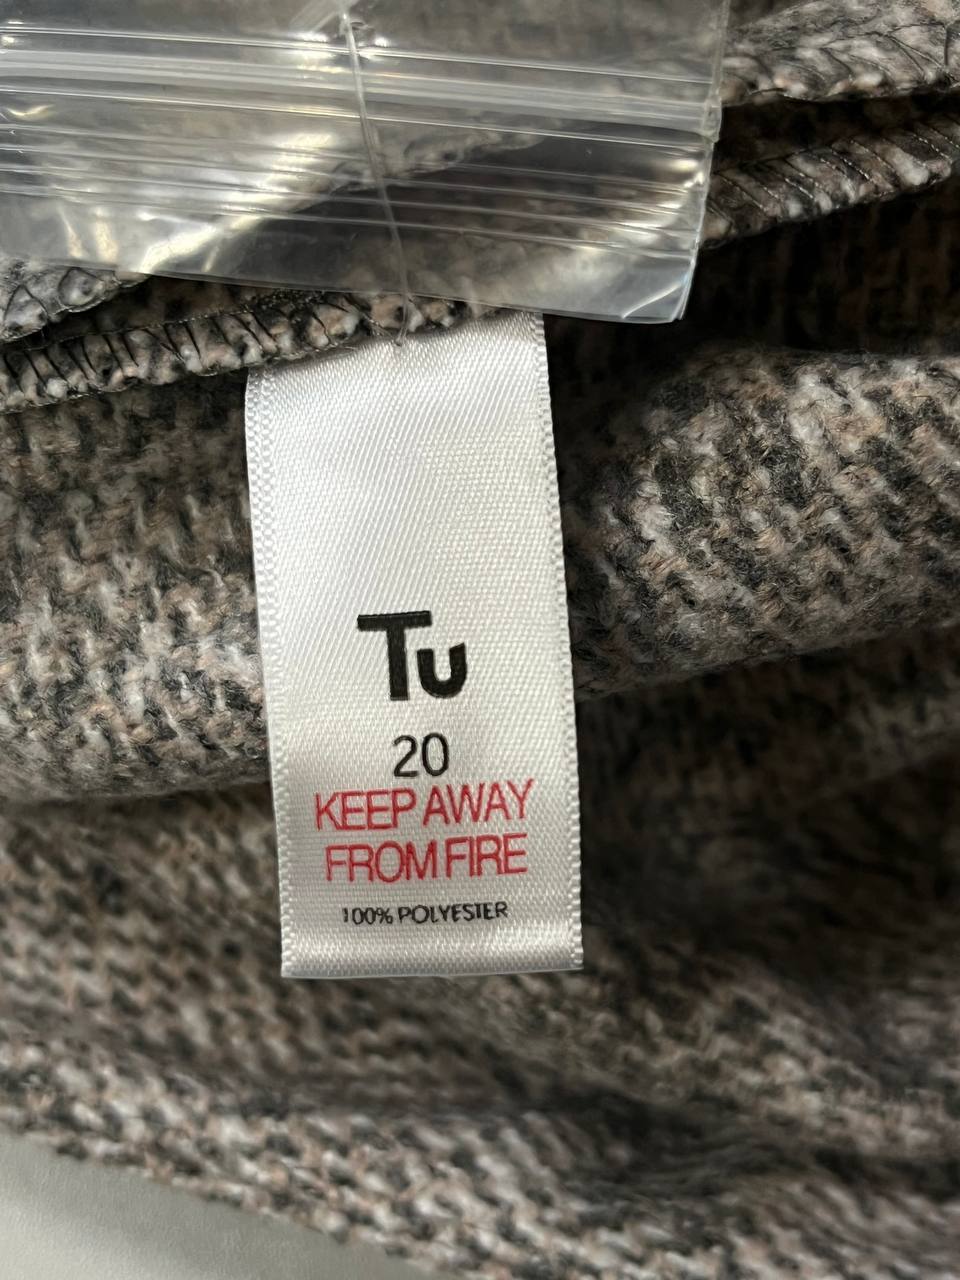 Tu
20
KEEP AWAY
FROM FIRE
100% POLYESTER